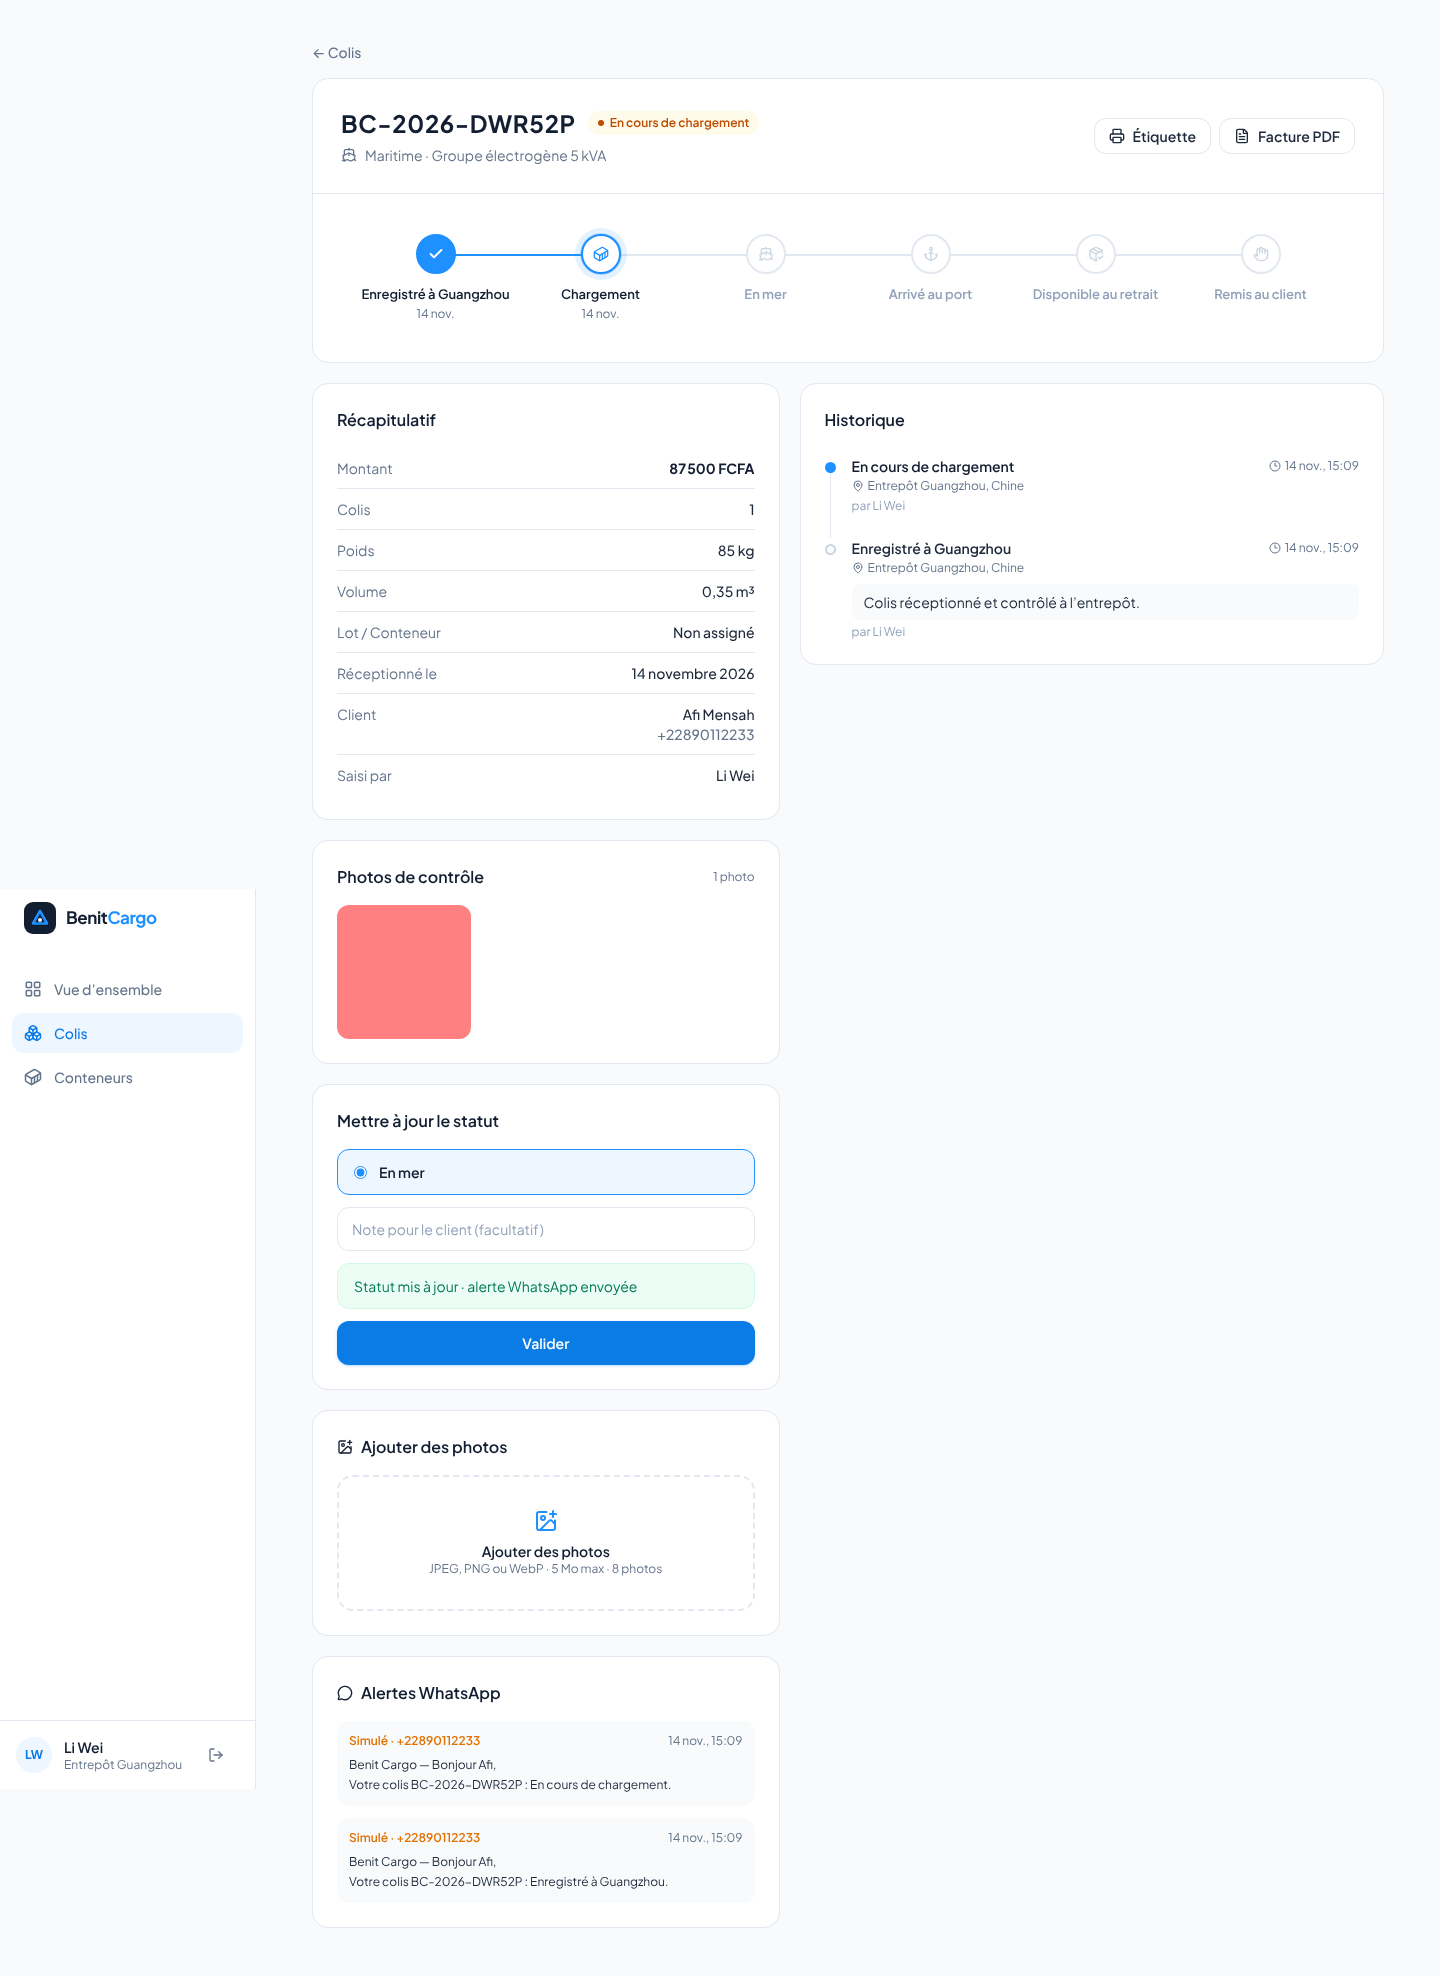 ← Colis
BC-2026-DWR52P
En cours de chargement
Maritime · Groupe électrogène 5 kVA
Étiquette
Facture PDF
Enregistré à Guangzhou
14 nov.
Chargement
14 nov.
En mer
Arrivé au port
Disponible au retrait
Remis au client
Récapitulatif
Montant
87 500 FCFA
Colis
1
Poids
85 kg
Volume
0,35 m³
Lot / Conteneur
Non assigné
Réceptionné le
14 novembre 2026
Client
Afi Mensah
+22890112233
Saisi par
Li Wei
Historique
En cours de chargement
14 nov., 15:09
Entrepôt Guangzhou, Chine
par Li Wei
Enregistré à Guangzhou
14 nov., 15:09
Entrepôt Guangzhou, Chine
Colis réceptionné et contrôlé à l'entrepôt.
par Li Wei
Photos de contrôle
1 photo
BenitCargo
Vue d'ensemble
Colis
Conteneurs
Mettre à jour le statut
En mer
Note pour le client (facultatif)
Statut mis à jour · alerte WhatsApp envoyée
Valider
Ajouter des photos
Ajouter des photos
JPEG, PNG ou WebP · 5 Mo max · 8 photos
Alertes WhatsApp
Simulé · +22890112233
14 nov., 15:09
Benit Cargo — Bonjour Afi,
Votre colis BC-2026-DWR52P : En cours de chargement.
Simulé · +22890112233
14 nov., 15:09
Benit Cargo — Bonjour Afi,
Votre colis BC-2026-DWR52P : Enregistré à Guangzhou.
LW
Li Wei
Entrepôt Guangzhou